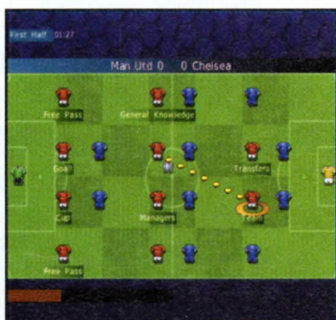 First Half 01:27
Man Utd 0 0 Chelsea
Free Pass General Knowledge
Goal Transfers
Cup Managers Team
Free Pass